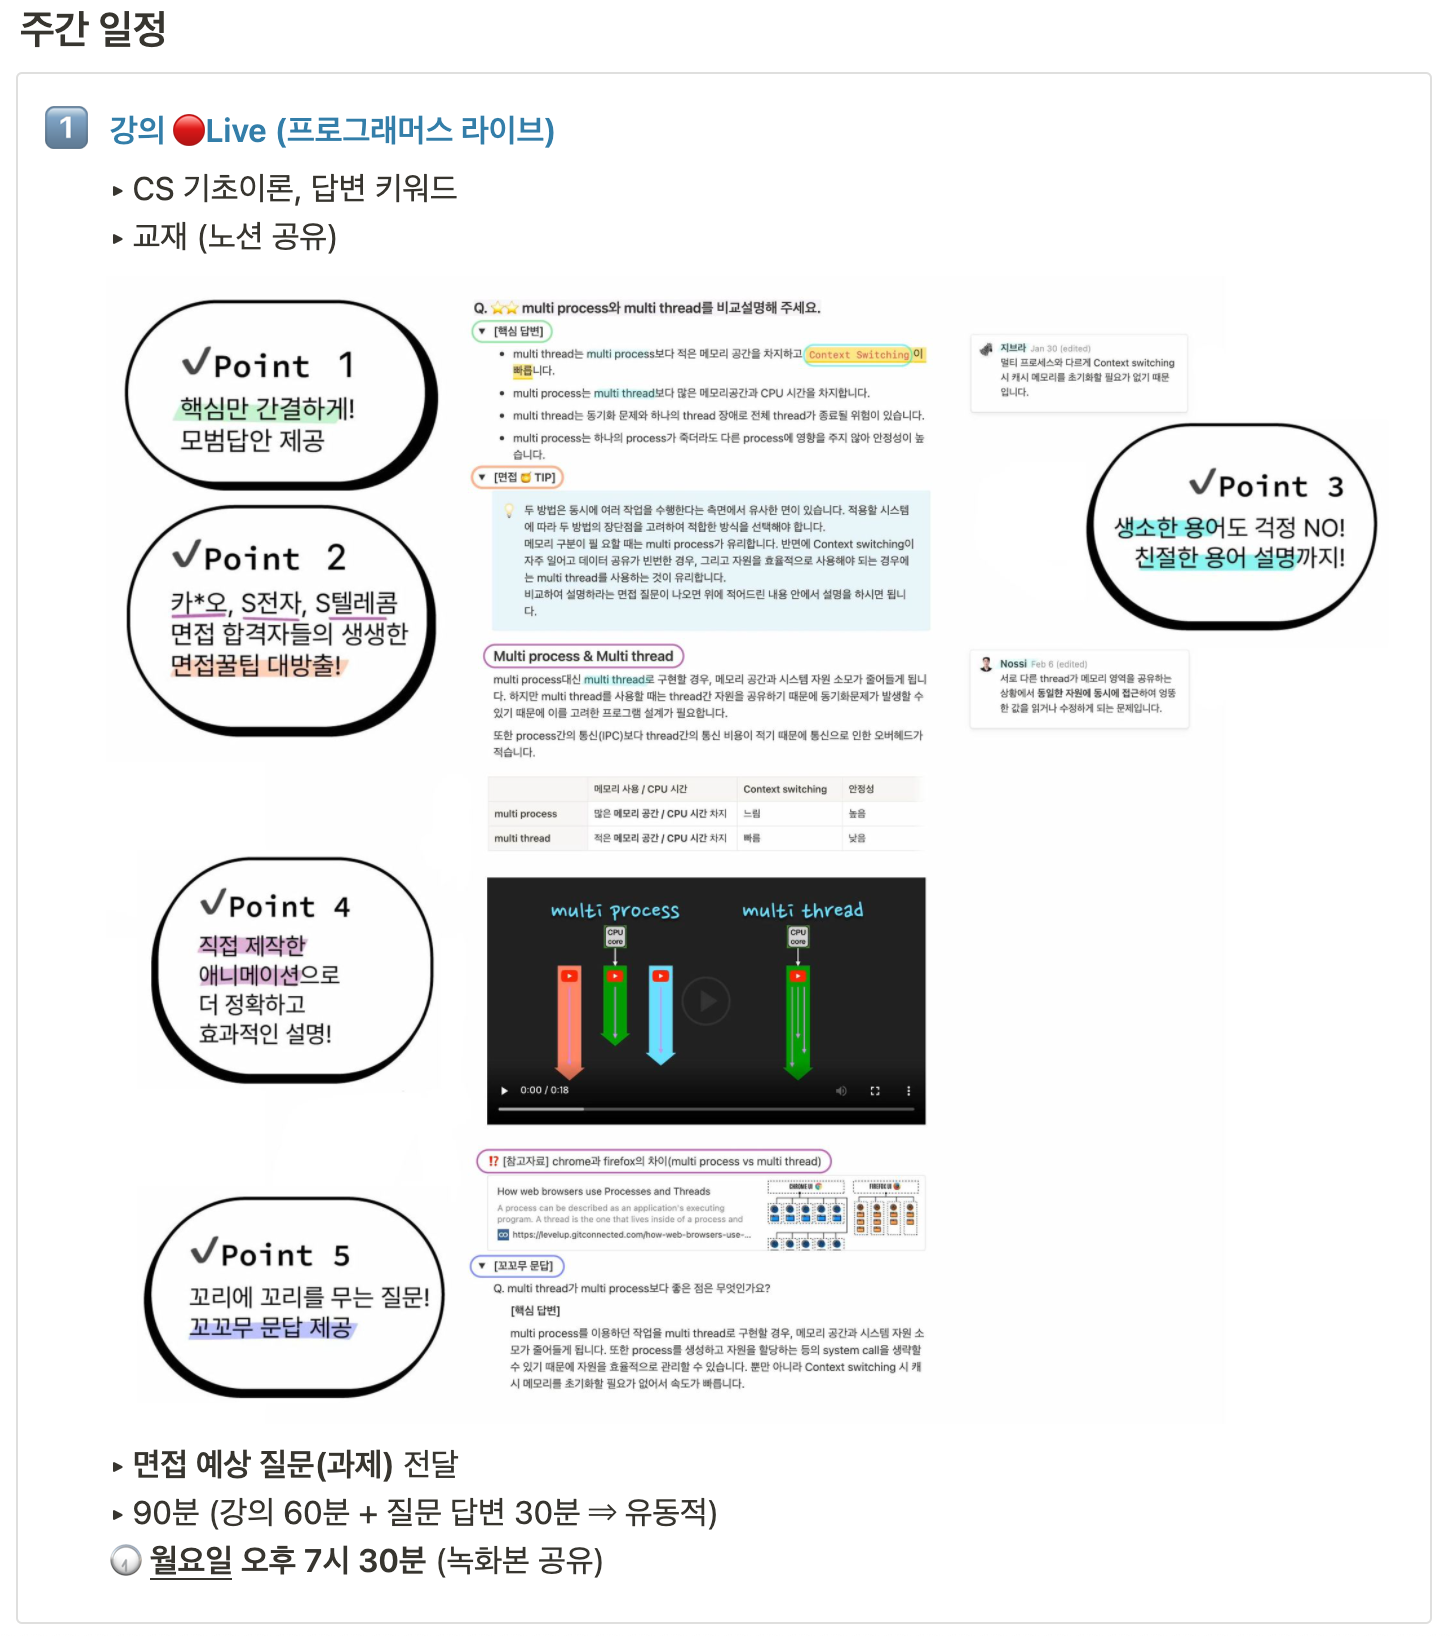 주간 일정
1 강의 🔴Live (프로그래머스 라이브)
▸ CS 기초이론, 답변 키워드
▸ 교재 (노션 공유)
✓Point 1
핵심만 간결하게!
모범답안 제공
✓Point 2
카*오, S전자, S텔레콤
면접 합격자들의 생생한
면접꿀팁 대방출!
Q. ⭐⭐ multi process와 multi thread를 비교설명해 주세요.
▼ [핵심 답변]
• multi thread는 multi process보다 적은 메모리 공간을 차지하고 Context Switching이
빠릅니다.
• multi process는 multi thread보다 많은 메모리공간과 CPU 시간을 차지합니다.
• multi thread는 동기화 문제와 하나의 thread 장애로 전체 thread가 종료될 위험이 있습니다.
• multi process는 하나의 process가 죽더라도 다른 process에 영향을 주지 않아 안정성이 높
습니다.
▼ [면접 🍯 TIP]
💡 두 방법은 동시에 여러 작업을 수행한다는 측면에서 유사한 면이 있습니다. 적용할 시스템
에 따라 두 방법의 장단점을 고려하여 적합한 방식을 선택해야 합니다.
메모리 구분이 필 요할 때는 multi process가 유리합니다. 반면에 Context switching이
자주 일어고 데이터 공유가 빈번한 경우, 그리고 자원을 효율적으로 사용해야 되는 경우에
는 multi thread를 사용하는 것이 유리합니다.
비교하여 설명하라는 면접 질문이 나오면 위에 적어드린 내용 안에서 설명을 하시면 됩니
다.
지브라 Jan 30 (edited)
멀티 프로세스와 다르게 Context switching
시 캐시 메모리를 초기화할 필요가 없기 때문
입니다.
✓Point 3
생소한 용어도 걱정 NO!
친절한 용어 설명까지!
Multi process & Multi thread
multi process대신 multi thread로 구현할 경우, 메모리 공간과 시스템 자원 소모가 줄어들게 됩니
다. 하지만 multi thread를 사용할 때는 thread간 자원을 공유하기 때문에 동기화문제가 발생할 수
있기 때문에 이를 고려한 프로그램 설계가 필요합니다.
또한 process간의 통신(IPC)보다 thread간의 통신 비용이 적기 때문에 통신으로 인한 오버헤드가
적습니다.
Nossi Feb 6 (edited)
서로 다른 thread가 메모리 영역을 공유하는
상황에서 동일한 자원에 동시에 접근하여 엉뚱
한 값을 읽거나 수정하게 되는 문제입니다.
메모리 사용 / CPU 시간 Context switching 안정성
multi process 많은 메모리 공간 / CPU 시간 차지 느림 높음
multi thread 적은 메모리 공간 / CPU 시간 차지 빠름 낮음
✓Point 4
직접 제작한
애니메이션으로
더 정확하고
효과적인 설명!
multi process multi thread
CPU core CPU core
0:00 / 0:18
⁉ [참고자료] chrome과 firefox의 차이(multi process vs multi thread)
How web browsers use Processes and Threads
A process can be described as an application's executing
program. A thread is the one that lives inside of a process and
https://levelup.gitconnected.com/how-web-browsers-use-...
CHROME UI FIREFOX UI
✓Point 5
꼬리에 꼬리를 무는 질문!
꼬꼬무 문답 제공
▼ [꼬꼬무 문답]
Q. multi thread가 multi process보다 좋은 점은 무엇인가요?
[핵심 답변]
multi process를 이용하던 작업을 multi thread로 구현할 경우, 메모리 공간과 시스템 자원 소
모가 줄어들게 됩니다. 또한 process를 생성하고 자원을 할당하는 등의 system call을 생략할
수 있기 때문에 자원을 효율적으로 관리할 수 있습니다. 뿐만 아니라 Context switching 시 캐
시 메모리를 초기화할 필요가 없어서 속도가 빠릅니다.
▸ 면접 예상 질문(과제) 전달
▸ 90분 (강의 60분 + 질문 답변 30분 ⇒ 유동적)
🕢 월요일 오후 7시 30분 (녹화본 공유)